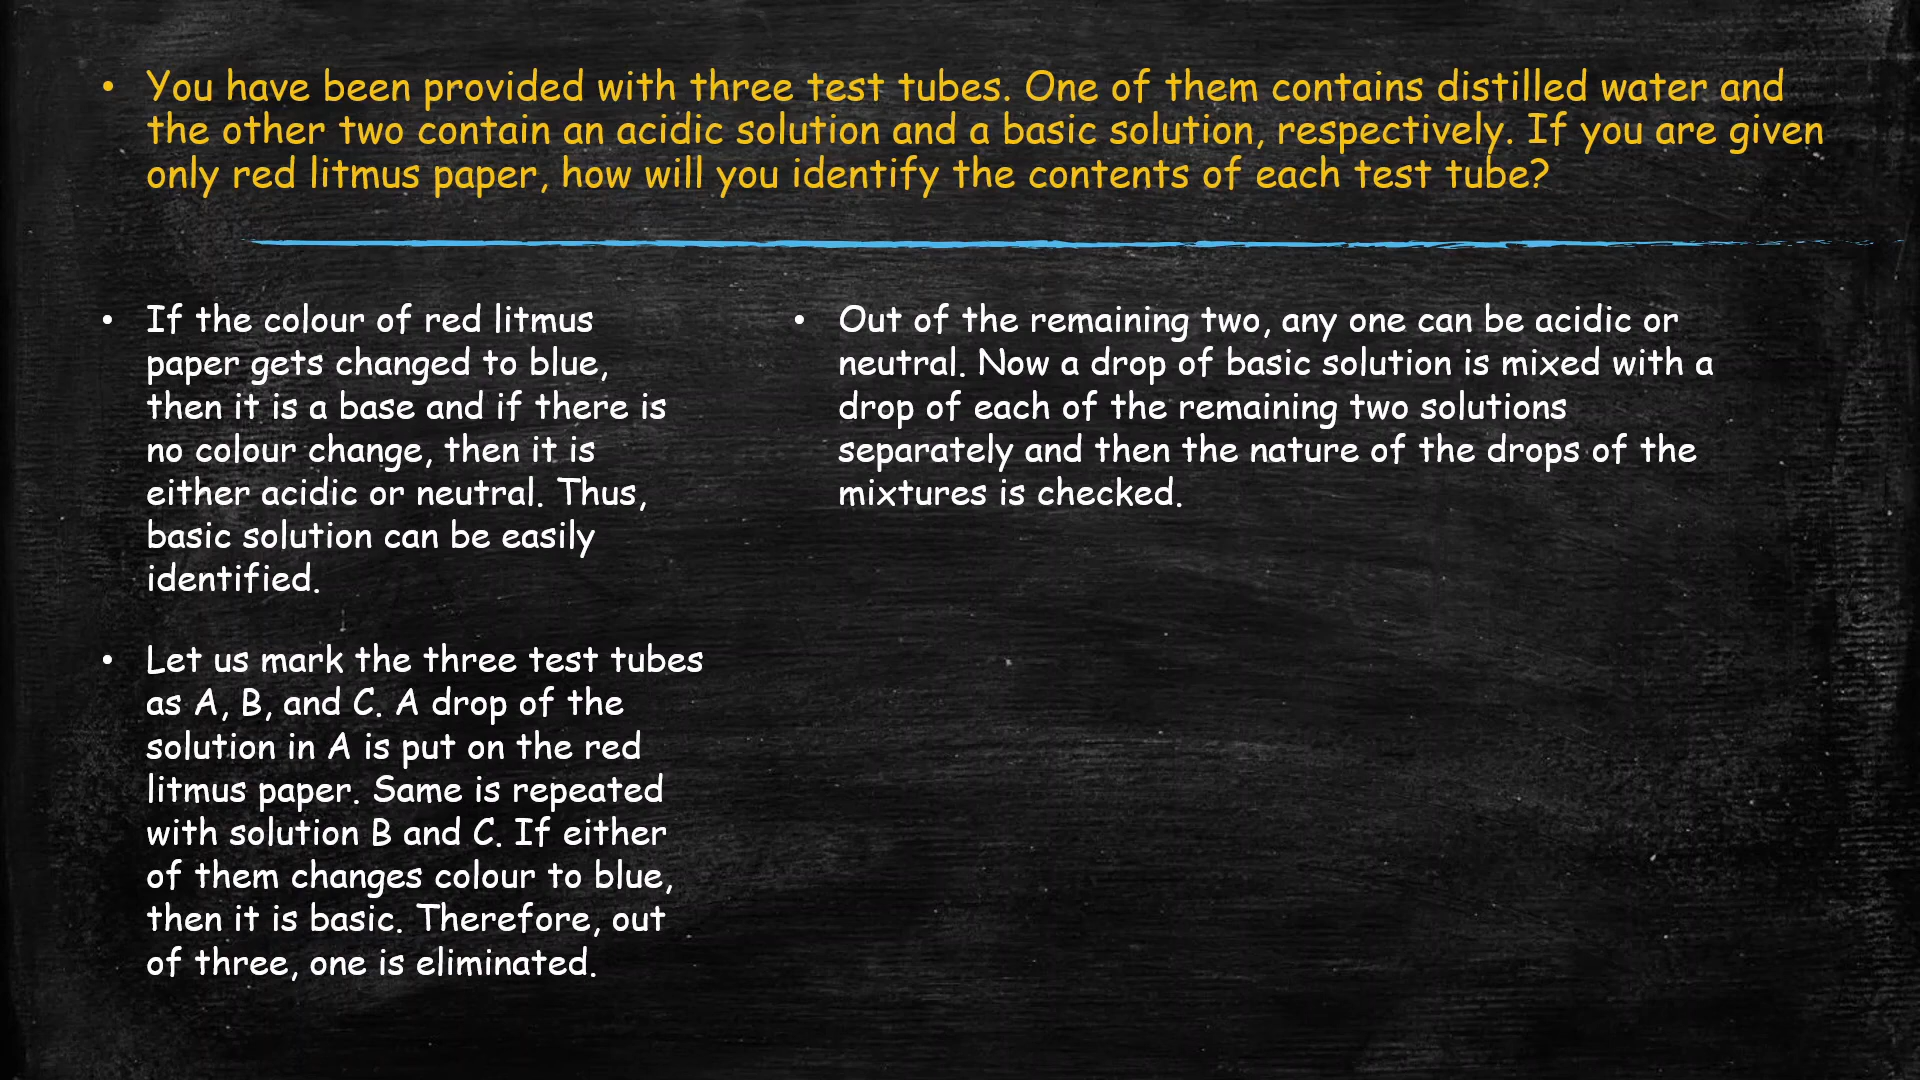 • You have been provided with three test tubes. One of them contains distilled water and
the other two contain an acidic solution and a basic solution, respectively. If you are given
only red litmus paper, how will you identify the contents of each test tube?
• If the colour of red litmus
paper gets changed to blue,
then it is a base and if there is
no colour change, then it is
either acidic or neutral. Thus,
basic solution can be easily
identified.
• Let us mark the three test tubes
as A, B, and C. A drop of the
solution in A is put on the red
litmus paper. Same is repeated
with solution B and C. If either
of them changes colour to blue,
then it is basic. Therefore, out
of three, one is eliminated.
• Out of the remaining two, any one can be acidic or
neutral. Now a drop of basic solution is mixed with a
drop of each of the remaining two solutions
separately and then the nature of the drops of the
mixtures is checked.